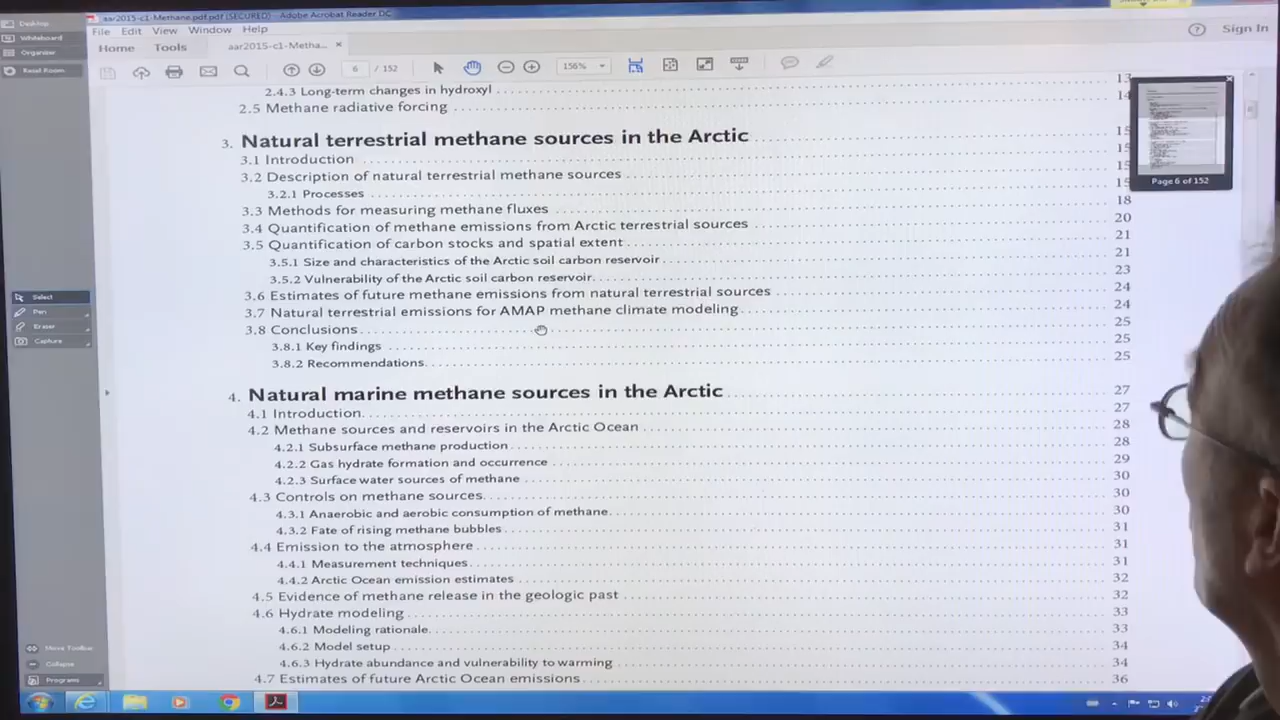 Desktop
Whiteboard
Organizer
Reset Room
aar2015-c1-Methane.pdf.pdf (SECURED) - Adobe Acrobat Reader DC
File Edit View Window Help
Home Tools aar2015-c1-Metha... ×
Sign In
6 / 152
156%
2.4.3 Long-term changes in hydroxyl 13
2.5 Methane radiative forcing 14
3. Natural terrestrial methane sources in the Arctic 15
3.1 Introduction 15
3.2 Description of natural terrestrial methane sources 15
3.2.1 Processes 15
3.3 Methods for measuring methane fluxes 18
3.4 Quantification of methane emissions from Arctic terrestrial sources 20
3.5 Quantification of carbon stocks and spatial extent 21
3.5.1 Size and characteristics of the Arctic soil carbon reservoir 21
3.5.2 Vulnerability of the Arctic soil carbon reservoir 23
3.6 Estimates of future methane emissions from natural terrestrial sources 24
3.7 Natural terrestrial emissions for AMAP methane climate modeling 24
3.8 Conclusions 25
3.8.1 Key findings 25
3.8.2 Recommendations 25
4. Natural marine methane sources in the Arctic 27
4.1 Introduction 27
4.2 Methane sources and reservoirs in the Arctic Ocean 28
4.2.1 Subsurface methane production 28
4.2.2 Gas hydrate formation and occurrence 29
4.2.3 Surface water sources of methane 30
4.3 Controls on methane sources 30
4.3.1 Anaerobic and aerobic consumption of methane 30
4.3.2 Fate of rising methane bubbles 31
4.4 Emission to the atmosphere 31
4.4.1 Measurement techniques 31
4.4.2 Arctic Ocean emission estimates 32
4.5 Evidence of methane release in the geologic past 32
4.6 Hydrate modeling 33
4.6.1 Modeling rationale 33
4.6.2 Model setup 34
4.6.3 Hydrate abundance and vulnerability to warming 34
4.7 Estimates of future Arctic Ocean emissions 36
Page 6 of 152
Select
Pen
Eraser
Capture
Move Toolbar
Collapse
Programs